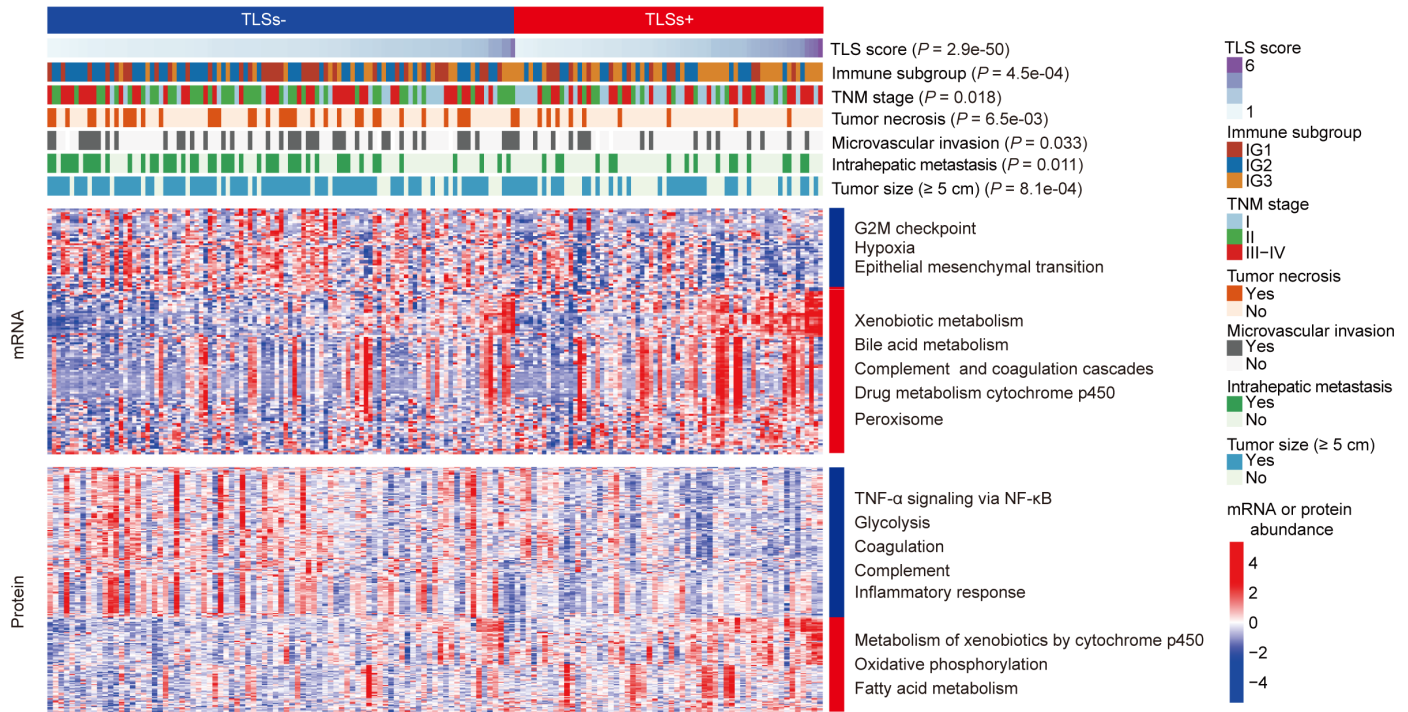 TLSs-
TLSs+
TLS score (P = 2.9e-50)
Immune subgroup (P = 4.5e-04)
TNM stage (P = 0.018)
Tumor necrosis (P = 6.5e-03)
Microvascular invasion (P = 0.033)
Intrahepatic metastasis (P = 0.011)
Tumor size (≥ 5 cm) (P = 8.1e-04)
mRNA
G2M checkpoint
Hypoxia
Epithelial mesenchymal transition
Xenobiotic metabolism
Bile acid metabolism
Complement and coagulation cascades
Drug metabolism cytochrome p450
Peroxisome
Protein
TNF-α signaling via NF-κB
Glycolysis
Coagulation
Complement
Inflammatory response
Metabolism of xenobiotics by cytochrome p450
Oxidative phosphorylation
Fatty acid metabolism
TLS score
6
1
Immune subgroup
IG1
IG2
IG3
TNM stage
I
II
III−IV
Tumor necrosis
Yes
No
Microvascular invasion
Yes
No
Intrahepatic metastasis
Yes
No
Tumor size (≥ 5 cm)
Yes
No
mRNA or protein
abundance
4
2
0
−2
−4